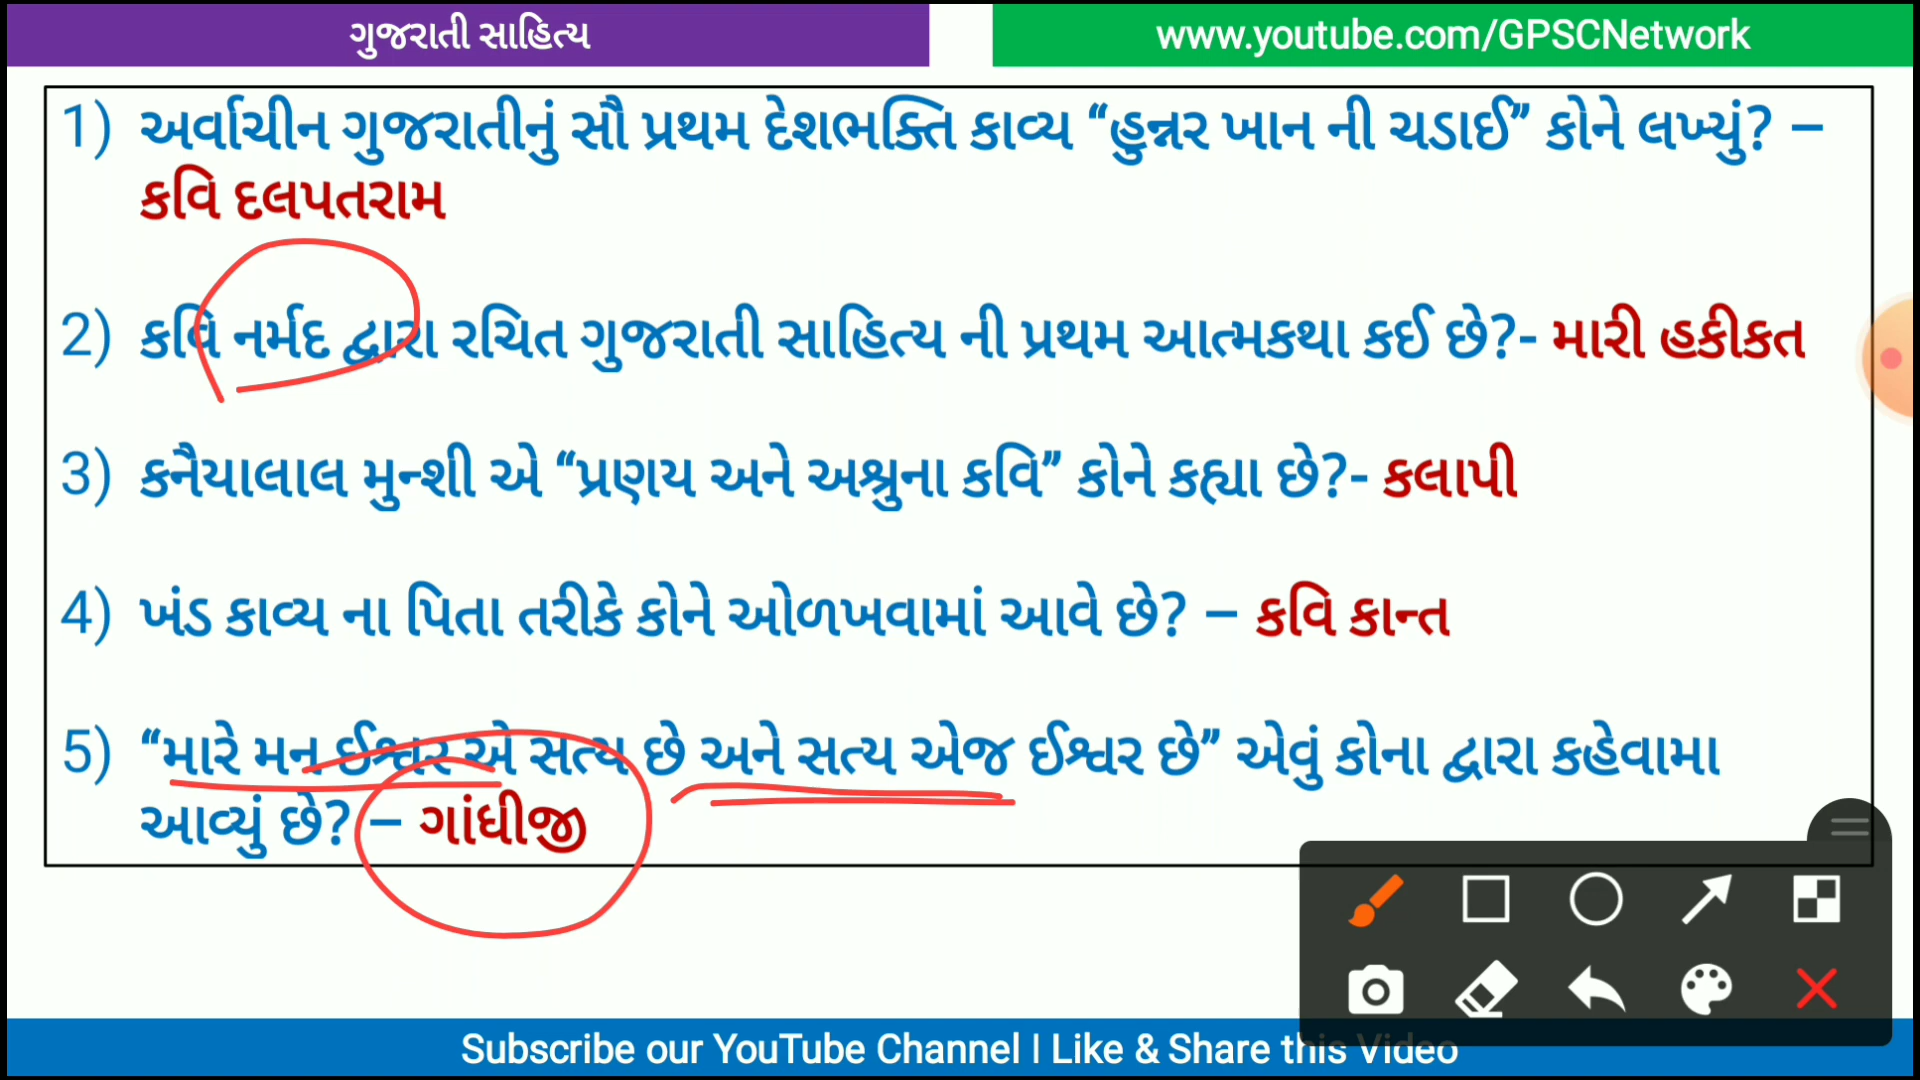 ગુજરાતી સાહિત્ય
www.youtube.com/GPSCNetwork
1) અર્વાચીન ગુજરાતીનું સૌ પ્રથમ દેશભક્તિ કાવ્ય “હુન્નર ખાન ની ચડાઈ” કોને લખ્યું? –
કવિ દલપતરામ
2) કવિ નર્મદ દ્વારા રચિત ગુજરાતી સાહિત્ય ની પ્રથમ આત્મકથા કઈ છે?- મારી હકીકત
3) કનૈયાલાલ મુન્શી એ “પ્રણય અને અશ્રુના કવિ” કોને કહ્યા છે?- કલાપી
4) ખંડ કાવ્ય ના પિતા તરીકે કોને ઓળખવામાં આવે છે? – કવિ કાન્ત
5) “મારે મન ઈશ્વર એ સત્ય છે અને સત્ય એજ ઈશ્વર છે” એવું કોના દ્વારા કહેવામા
આવ્યું છે? – ગાંધીજી
Subscribe our YouTube Channel | Like & Share this Video